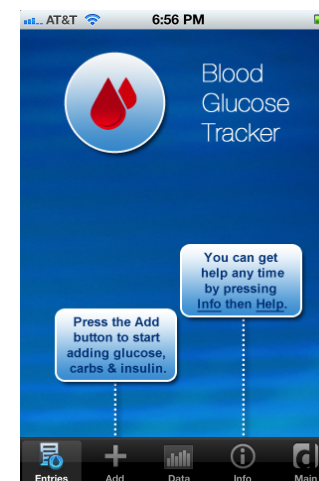 AT&T 6:56 PM
Blood
Glucose
Tracker
You can get
help any time
by pressing
Info then Help.
Press the Add
button to start
adding glucose,
carbs & insulin.
Entries Add Data Info Main